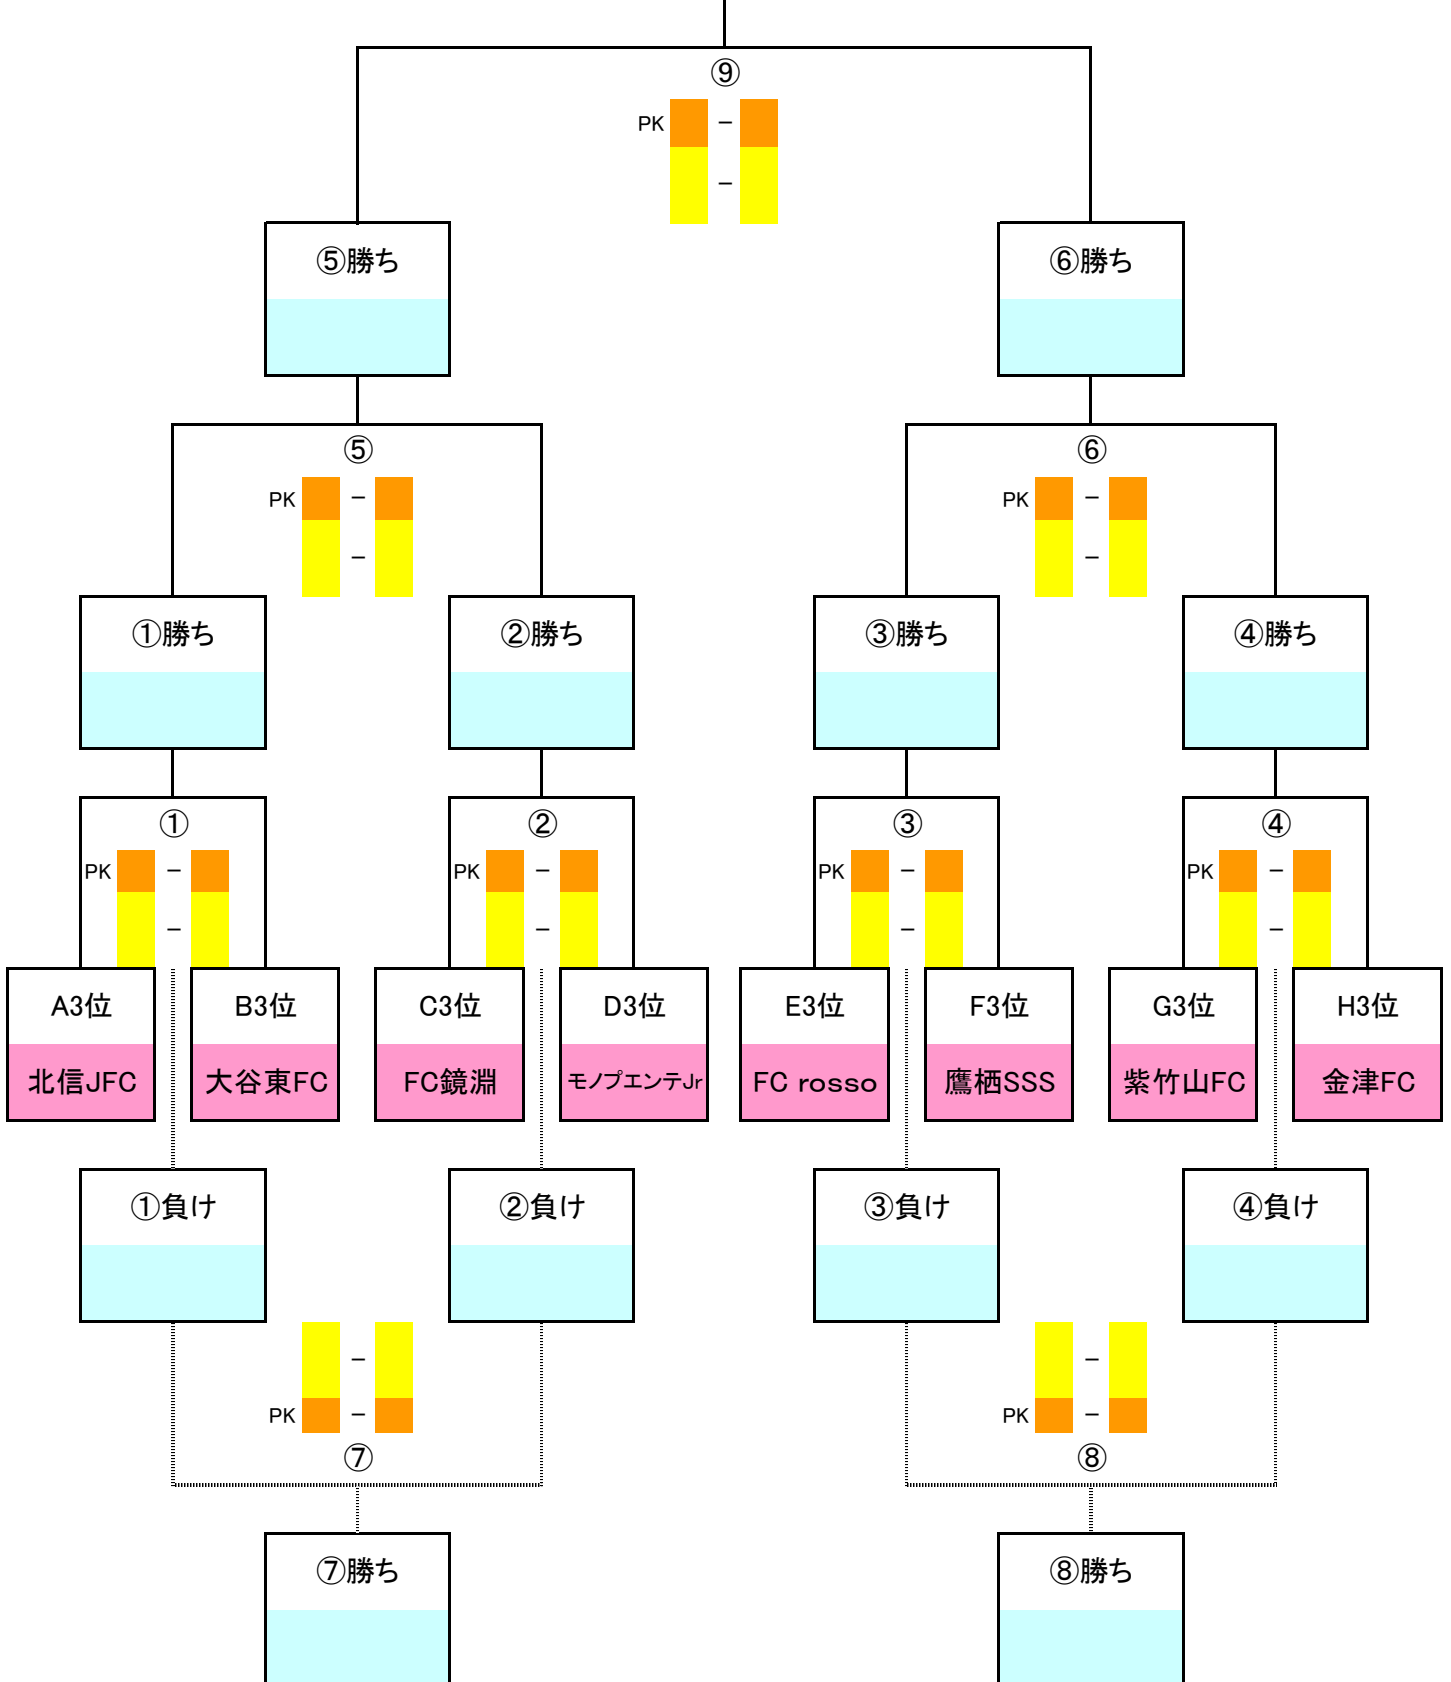 ⑨
PK －
－
⑤勝ち ⑥勝ち
⑤ ⑥
PK － PK －
－ －
①勝ち ②勝ち ③勝ち ④勝ち
① ② ③ ④
PK － PK － PK － PK －
－ － － －
A3位 B3位 C3位 D3位 E3位 F3位 G3位 H3位
北信JFC 大谷東FC FC鏡淵 モノプエンテJr FC rosso 鷹栖SSS 紫竹山FC 金津FC
①負け ②負け ③負け ④負け
－ －
PK － PK －
⑦ ⑧
⑦勝ち ⑧勝ち